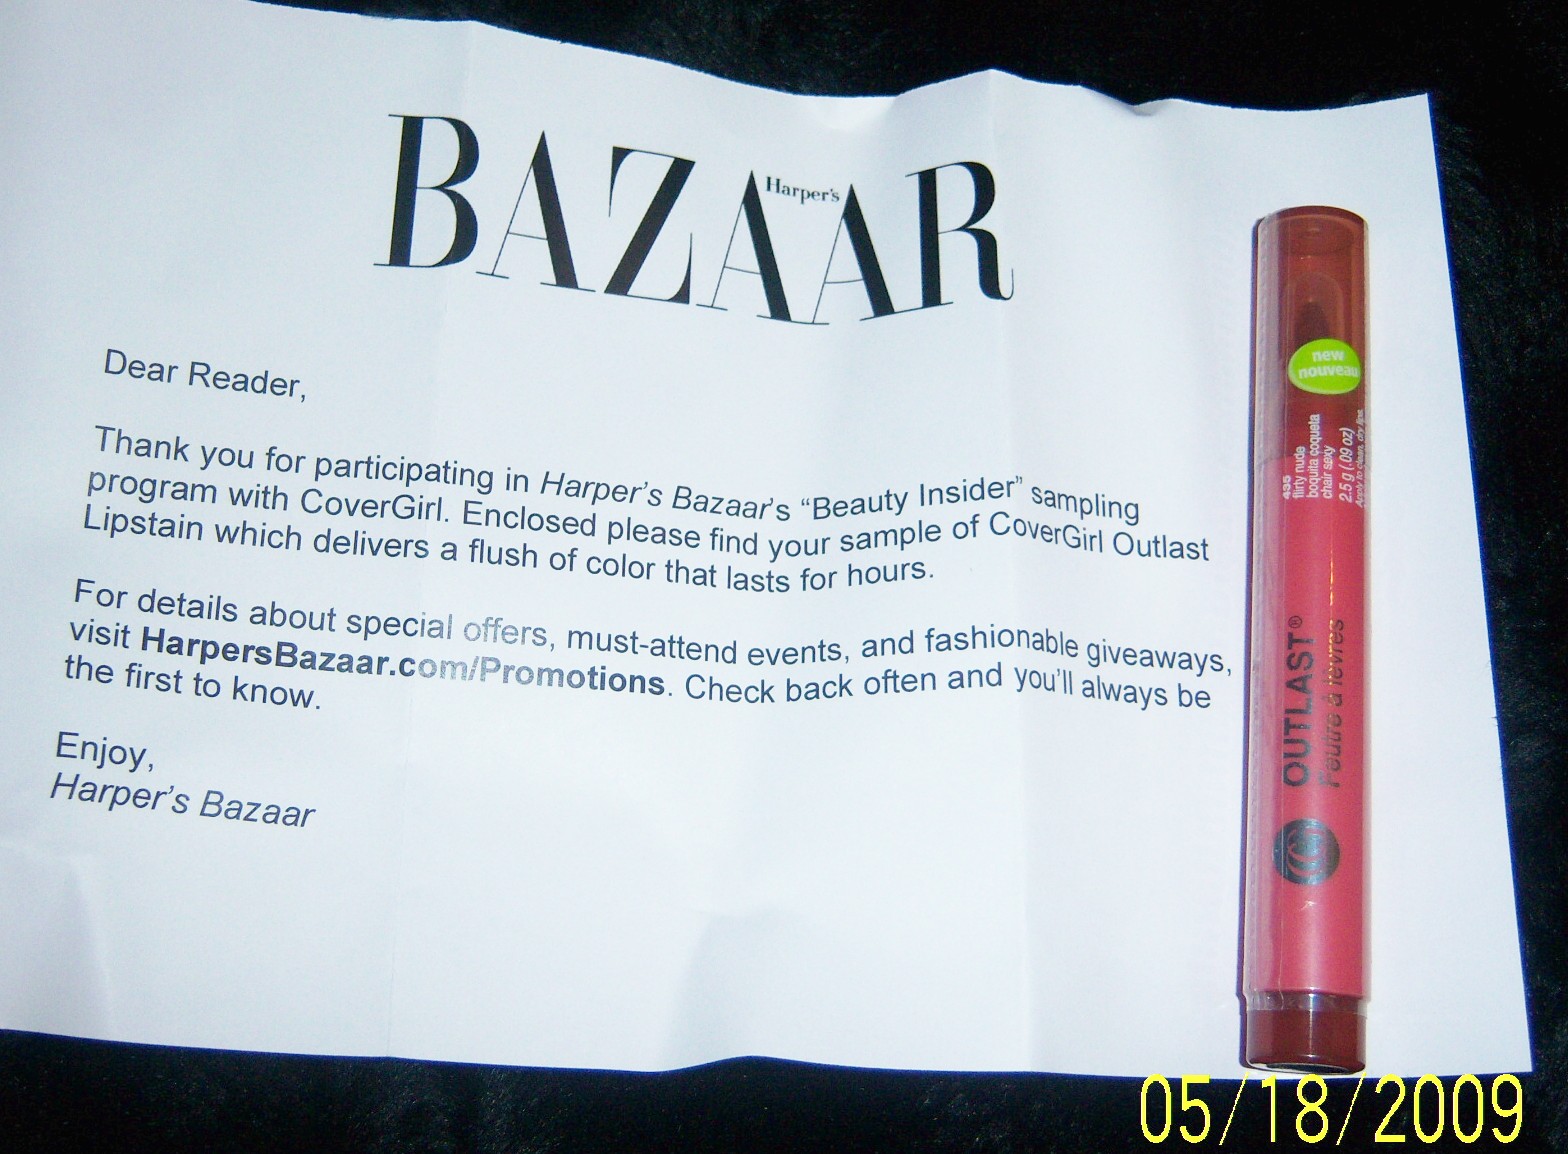 BAZAAR
Harper's
Dear Reader,
Thank you for participating in Harper's Bazaar's “Beauty Insider” sampling
program with CoverGirl. Enclosed please find your sample of CoverGirl Outlast
Lipstain which delivers a flush of color that lasts for hours.
For details about special offers, must-attend events, and fashionable giveaways,
visit HarpersBazaar.com/Promotions. Check back often and you'll always be
the first to know.
Enjoy,
Harper's Bazaar
new
nouveau
435
flirty nude
boquita coqueta
chair sexy
2.5 g (.09 oz)
OUTLAST®
Feutre à lèvres
05/18/2009